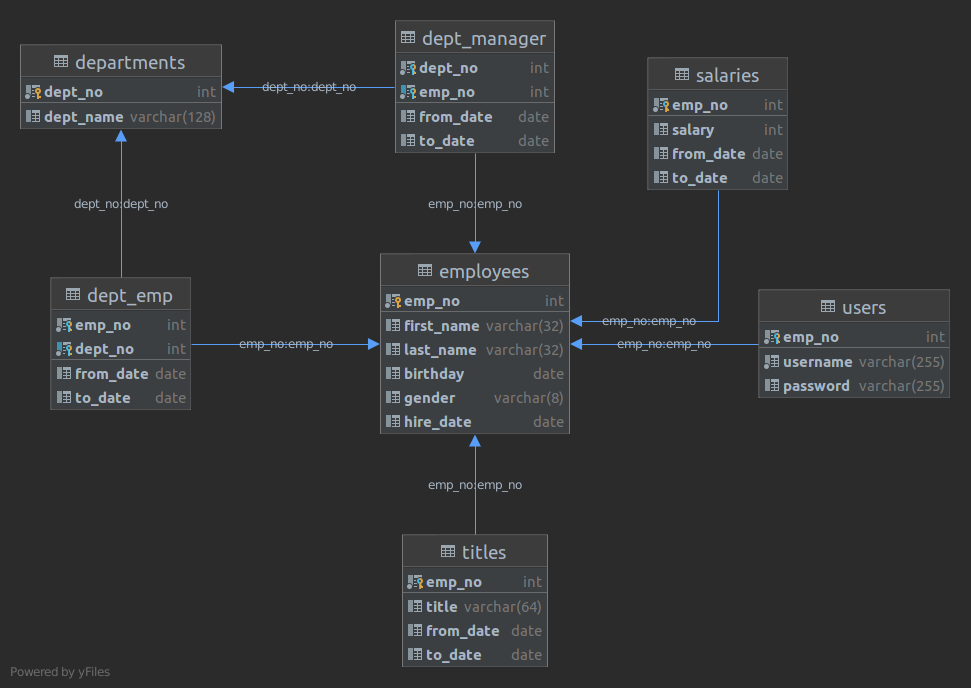 departments
dept_no int
dept_name varchar(128)
dept_no:dept_no
dept_manager
dept_no int
emp_no int
from_date date
to_date date
salaries
emp_no int
salary int
from_date date
to_date date
dept_no:dept_no
emp_no:emp_no
employees
emp_no int
first_name varchar(32)
last_name varchar(32)
birthday date
gender varchar(8)
hire_date date
dept_emp
emp_no int
dept_no int
from_date date
to_date date
emp_no:emp_no
emp_no:emp_no
emp_no:emp_no
users
emp_no int
username varchar(255)
password varchar(255)
emp_no:emp_no
titles
emp_no int
title varchar(64)
from_date date
to_date date
Powered by yFiles